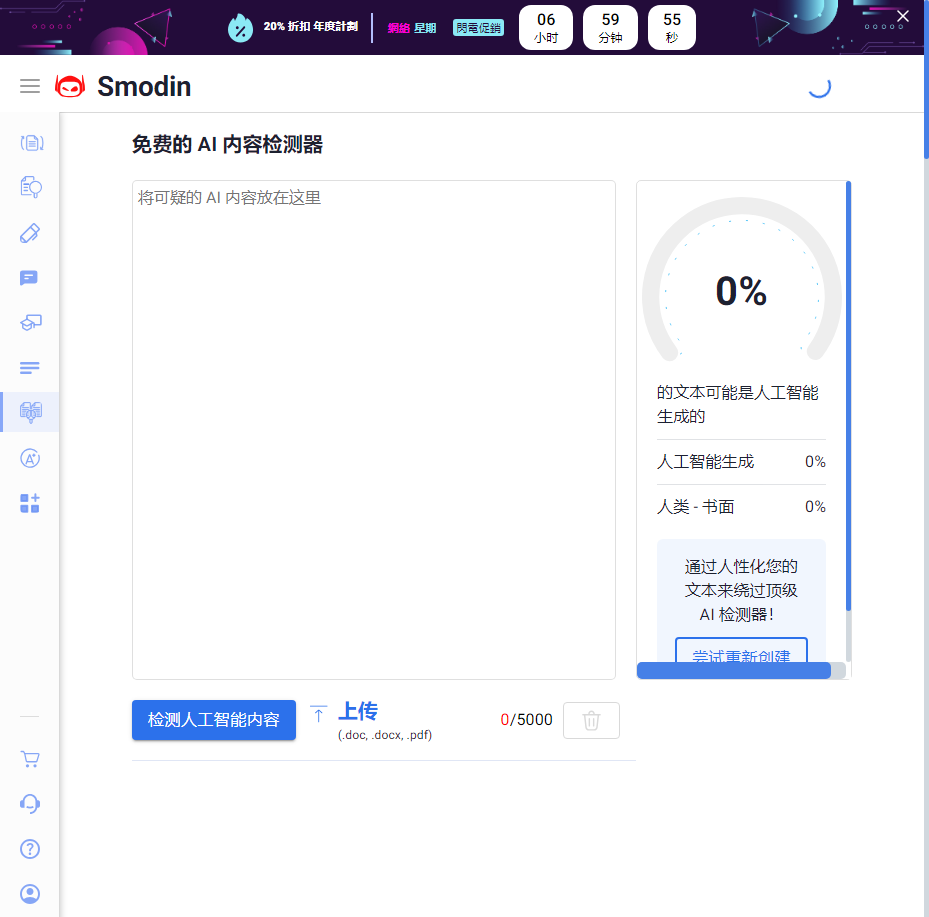 20% 折扣 年度計劃
網絡 星期
閃電促銷
06
小时
59
分钟
55
秒
Smodin
免费的 AI 内容检测器
将可疑的 AI 内容放在这里
0%
的文本可能是人工智能
生成的
人工智能生成 0%
人类 - 书面 0%
通过人性化您的
文本来绕过顶级
AI 检测器！
尝试重新创建
检测人工智能内容
上传
(.doc, .docx, .pdf)
0/5000